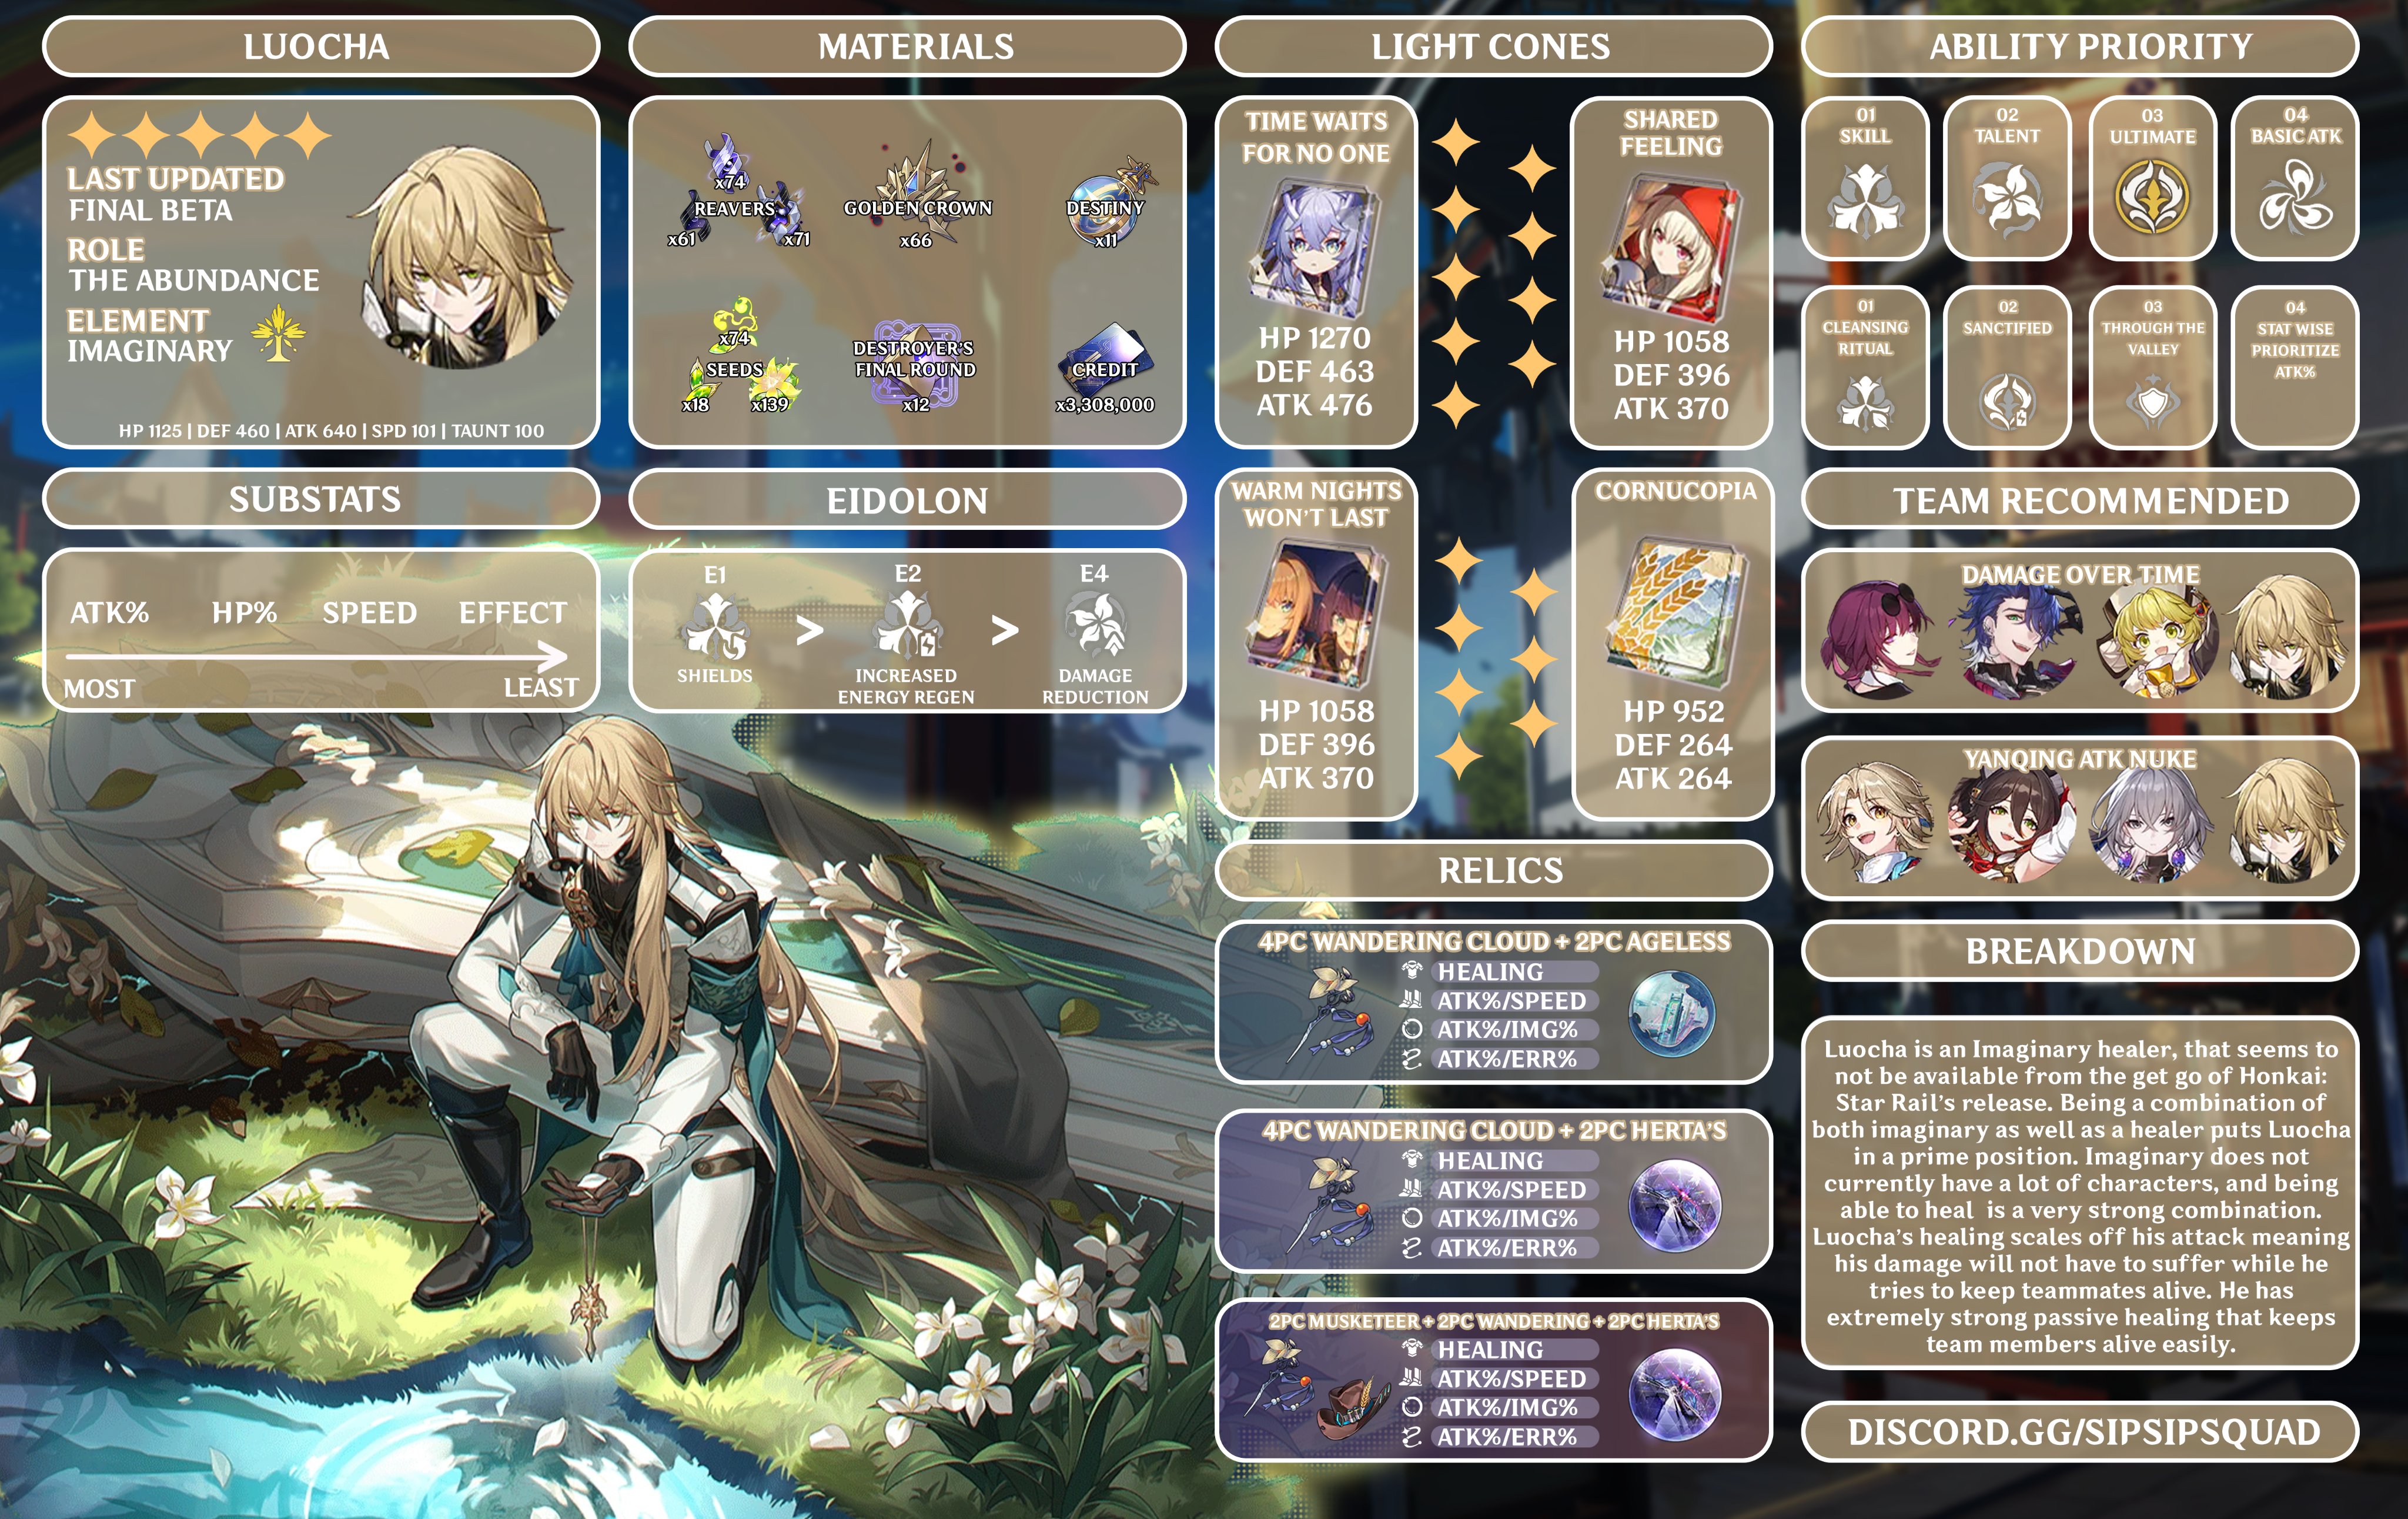 LUOCHA
LAST UPDATED
FINAL BETA
ROLE
THE ABUNDANCE
ELEMENT
IMAGINARY
HP 1125 | DEF 460 | ATK 640 | SPD 101 | TAUNT 100
MATERIALS
x74
REAVERS
x61
x71
GOLDEN CROWN
x66
DESTINY
x11
x74
SEEDS
x18
x139
DESTROYER'S
FINAL ROUND
x12
CREDIT
x3,308,000
SUBSTATS
ATK% HP% SPEED EFFECT
MOST
LEAST
EIDOLON
E1
SHIELDS
>
E2
INCREASED
ENERGY REGEN
>
E4
DAMAGE
REDUCTION
LIGHT CONES
TIME WAITS
FOR NO ONE
HP 1270
DEF 463
ATK 476
SHARED
FEELING
HP 1058
DEF 396
ATK 370
WARM NIGHTS
WON'T LAST
HP 1058
DEF 396
ATK 370
CORNUCOPIA
HP 952
DEF 264
ATK 264
RELICS
4PC WANDERING CLOUD + 2PC AGELESS
HEALING
ATK%/SPEED
ATK%/IMG%
ATK%/ERR%
4PC WANDERING CLOUD + 2PC HERTA'S
HEALING
ATK%/SPEED
ATK%/IMG%
ATK%/ERR%
2PC MUSKETEER + 2PC WANDERING + 2PC HERTA'S
HEALING
ATK%/SPEED
ATK%/IMG%
ATK%/ERR%
ABILITY PRIORITY
01
SKILL
02
TALENT
03
ULTIMATE
04
BASIC ATK
01
CLEANSING
RITUAL
02
SANCTIFIED
03
THROUGH THE
VALLEY
04
STAT WISE
PRIORITIZE
ATK%
TEAM RECOMMENDED
DAMAGE OVER TIME
YANQING ATK NUKE
BREAKDOWN
Luocha is an Imaginary healer, that seems to
not be available from the get go of Honkai:
Star Rail's release. Being a combination of
both imaginary as well as a healer puts Luocha
in a prime position. Imaginary does not
currently have a lot of characters, and being
able to heal is a very strong combination.
Luocha's healing scales off his attack meaning
his damage will not have to suffer while he
tries to keep teammates alive. He has
extremely strong passive healing that keeps
team members alive easily.
DISCORD.GG/SIPSIPSQUAD